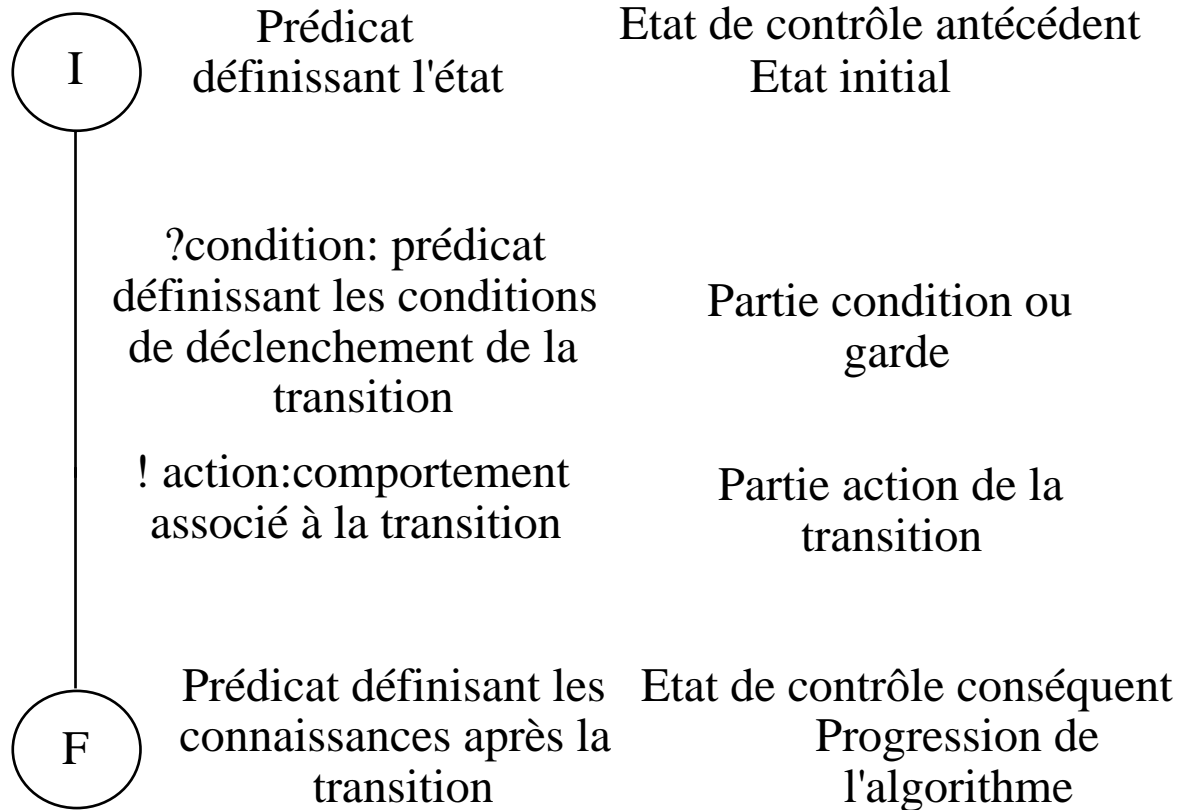 I
Prédicat
définissant l'état
Etat de contrôle antécédent
Etat initial
?condition: prédicat
définissant les conditions
de déclenchement de la
transition
Partie condition ou
garde
! action:comportement
associé à la transition
Partie action de la
transition
F
Prédicat définisant les
connaissances après la
transition
Etat de contrôle conséquent
Progression de
l'algorithme